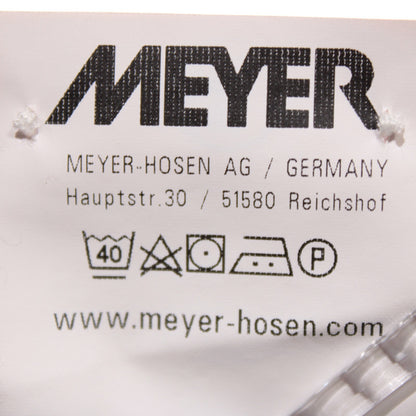 MEYER
MEYER-HOSEN AG / GERMANY
Hauptstr.30 / 51580 Reichshof
40 P
www.meyer-hosen.com